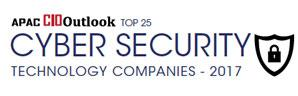 APAC CIOOutlook TOP 25
CYBER SECURITY
TECHNOLOGY COMPANIES - 2017